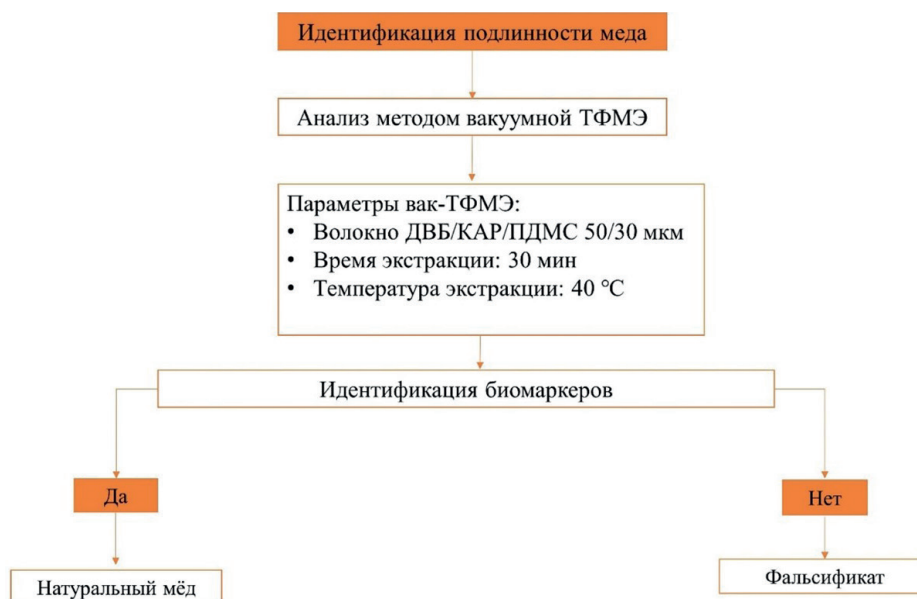 Идентификация подлинности меда
Анализ методом вакуумной ТФМЭ
Параметры вак-ТФМЭ:
• Волокно ДВБ/КАР/ПДМС 50/30 мкм
• Время экстракции: 30 мин
• Температура экстракции: 40 °C
Идентификация биомаркеров
Да
Нет
Натуральный мёд
Фальсификат